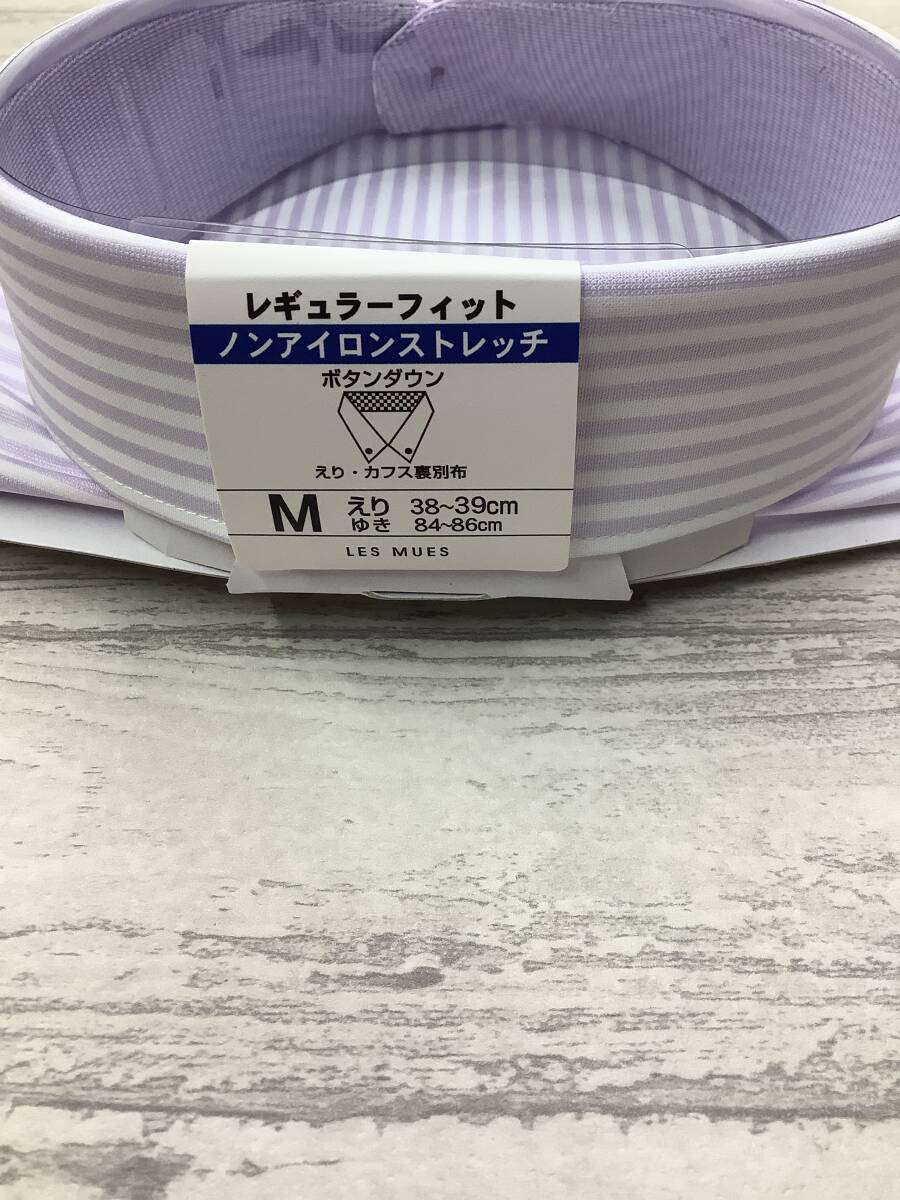 レギュラーフィット
ノンアイロンストレッチ
ボタンダウン
えり・カフス裏別布
M えり 38~39cm
ゆき 84~86cm
LES MUES